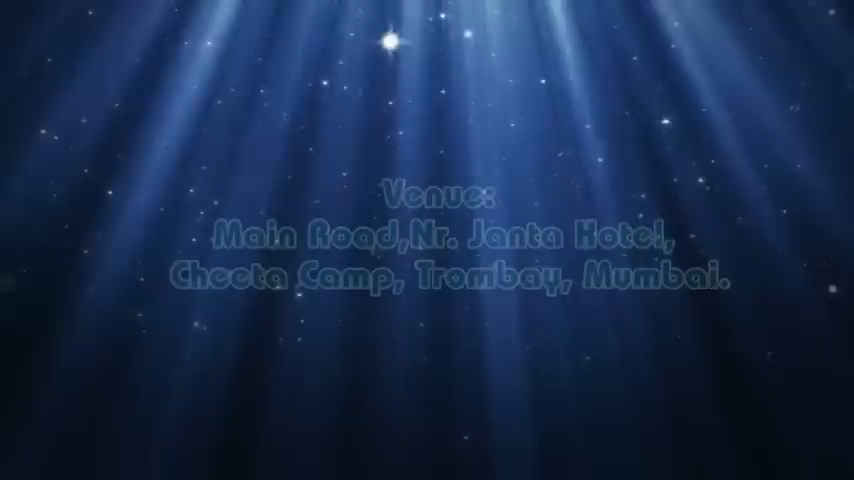 Venue:
Main Road,Nr. Janta Hotel,
Cheeta Camp, Trombay, Mumbai.